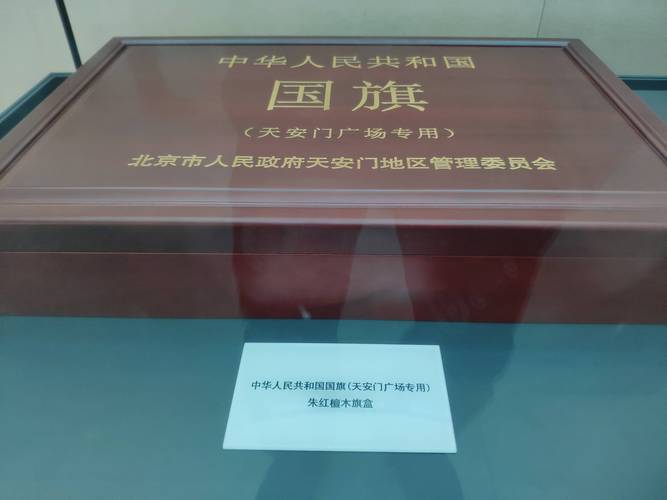 中华人民共和国
国旗
（天安门广场专用）
北京市人民政府天安门地区管理委员会
中华人民共和国国旗(天安门广场专用)
朱红檀木旗盒